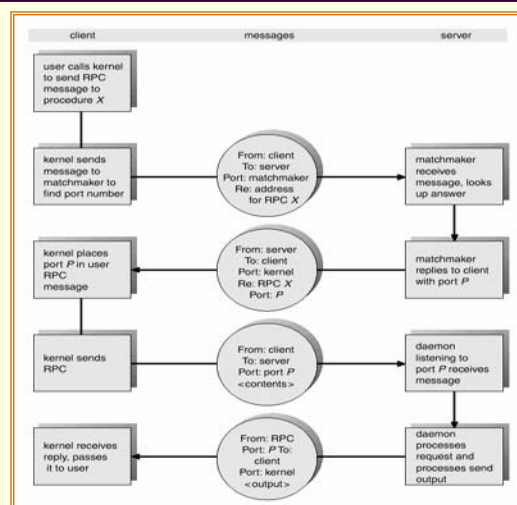 client messages server
user calls kernel
to send RPC
message to
procedure X
kernel sends
message to
matchmaker to
find port number
From: client
To: server
Port: matchmaker
Re: address
for RPC X
matchmaker
receives
message, looks
up answer
kernel places
port P in user
RPC
message
From: server
To: client
Port: kernel
Re: RPC X
Port: P
matchmaker
replies to client
with port P
kernel sends
RPC
From: client
To: server
Port: port P
<contents>
daemon
listening to
port P receives
message
kernel receives
reply, passes
it to user
From: RPC
Port: P To:
client
Port: kernel
<output>
daemon
processes
request and
processes send
output